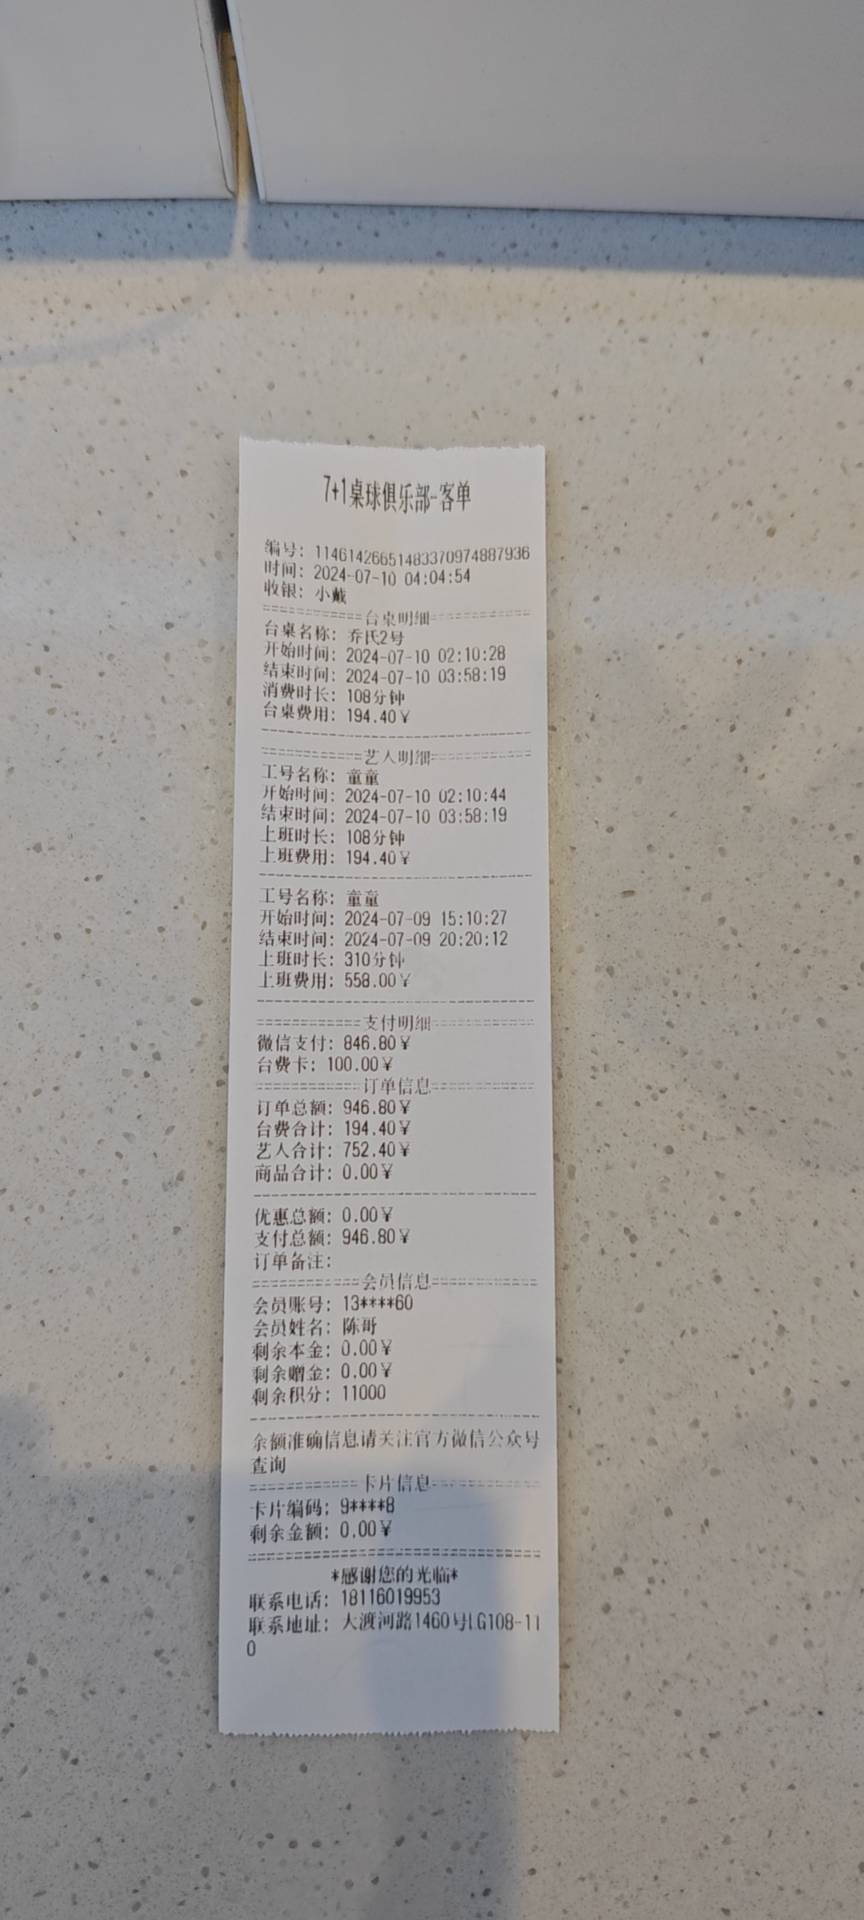 7+1桌球俱乐部-客单
编号: 1146142665148337097488​7936
时间: 2024-07-10 04:04:54
收银: 小戴
============台桌明细============
台桌名称: 乔氏2号
开始时间: 2024-07-10 02:10:28
结束时间: 2024-07-10 03:58:19
消费时长: 108分钟
台桌费用: 194.40¥
--------------------------------
============艺人明细============
工号名称: 童童
开始时间: 2024-07-10 02:10:44
结束时间: 2024-07-10 03:58:19
上班时长: 108分钟
上班费用: 194.40¥
--------------------------------
工号名称: 童童
开始时间: 2024-07-09 15:10:27
结束时间: 2024-07-09 20:20:12
上班时长: 310分钟
上班费用: 558.00¥
--------------------------------
============支付明细============
微信支付: 846.80¥
台费卡: 100.00¥
============订单信息============
订单总额: 946.80¥
台费合计: 194.40¥
艺人合计: 752.40¥
商品合计: 0.00¥
--------------------------------
优惠总额: 0.00¥
支付总额: 946.80¥
订单备注:
============会员信息============
会员账号: 13****60
会员姓名: 陈哥
剩余本金: 0.00¥
剩余赠金: 0.00¥
剩余积分: 11000
--------------------------------
余额准确信息请关注官方微信公众号
查询
============卡片信息============
卡片编码: 9****8
剩余金额: 0.00¥
================================
*感谢您的光临*
联系电话: 18116019953
联系地址: 大渡河路1460号LG108-11
0